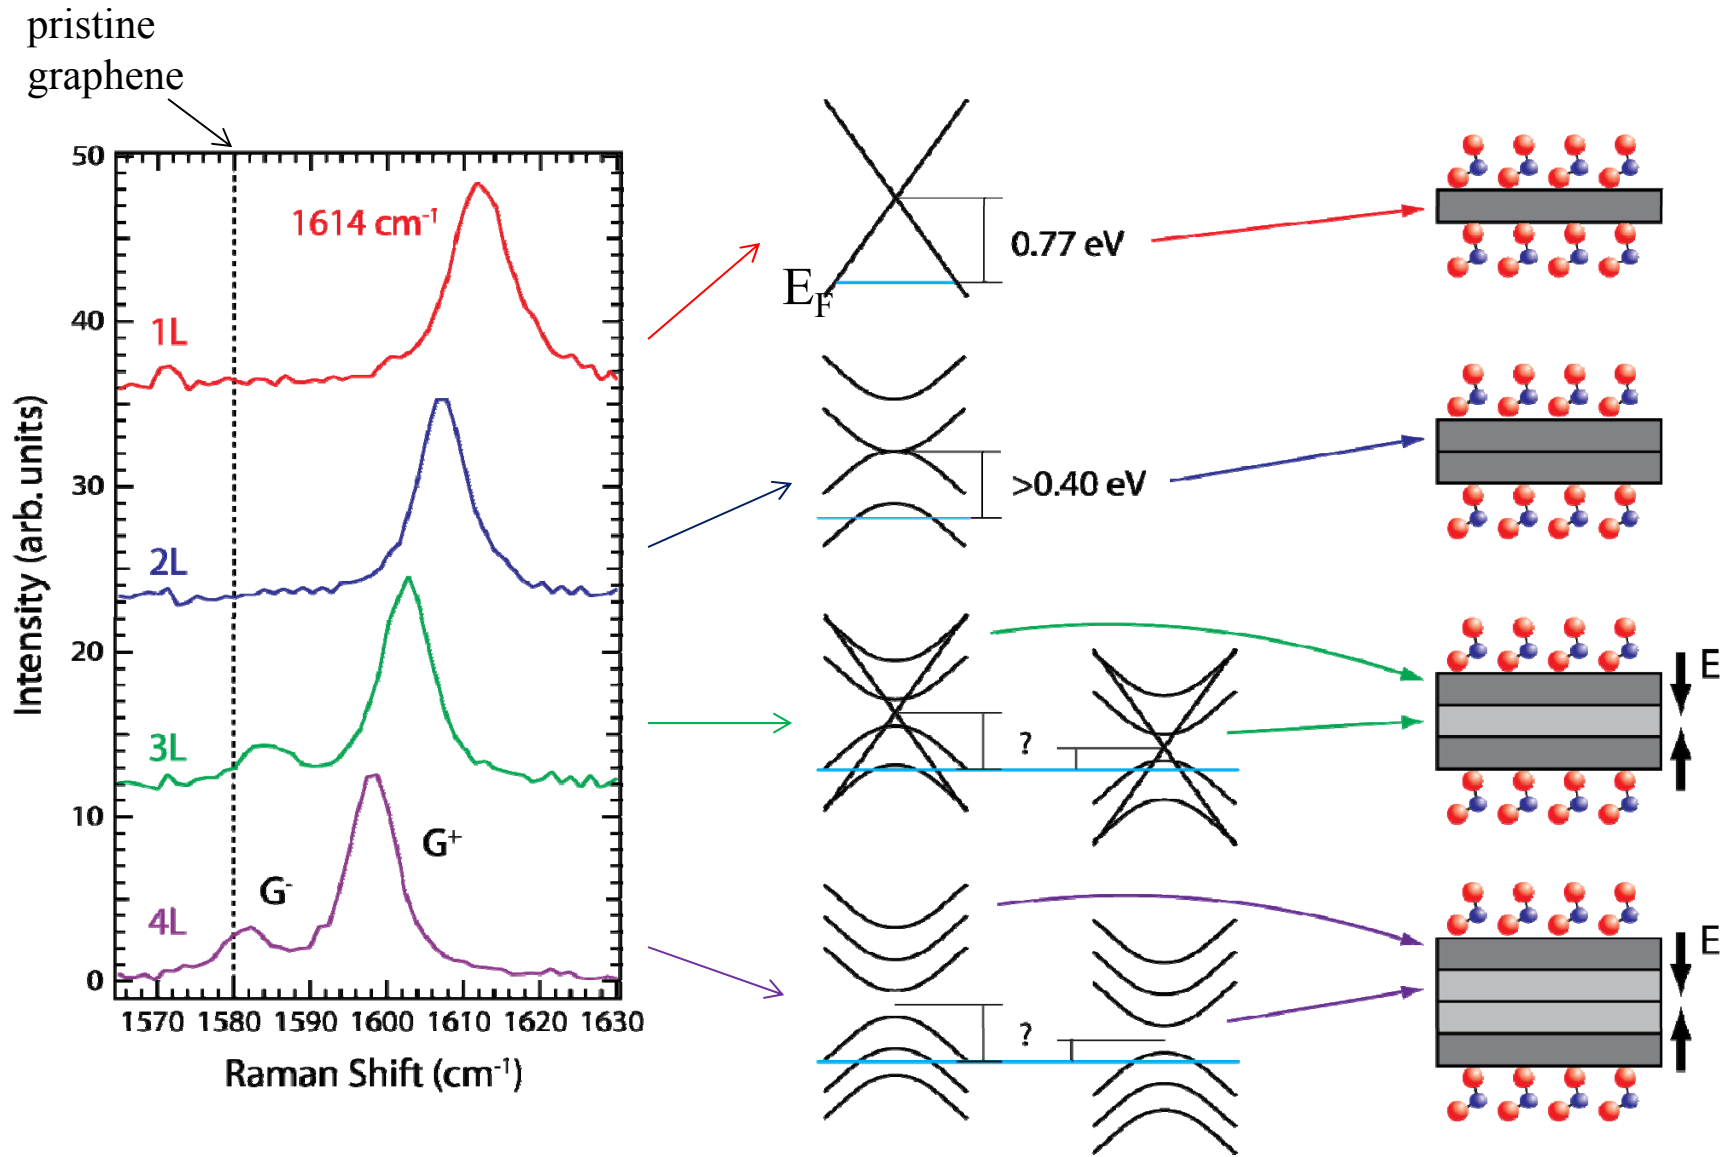 pristine
graphene
50
40
30
20
10
0
Intensity (arb. units)
1614 cm⁻¹
1L
2L
3L
4L
G⁻
G⁺
1570 1580 1590 1600 1610 1620 1630
Raman Shift (cm⁻¹)
E_F
0.77 eV
>0.40 eV
?
E
?
E